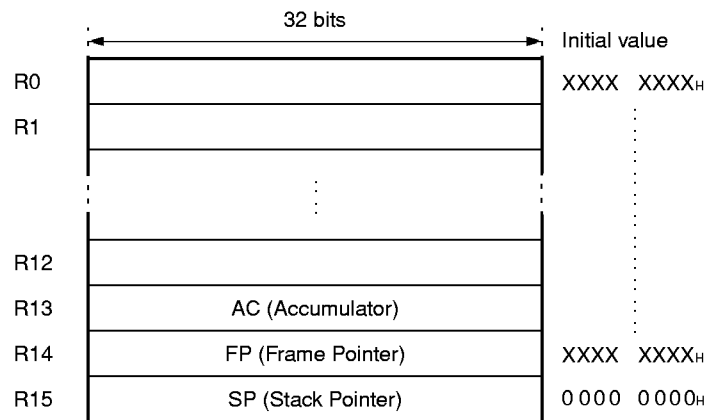 32 bits
Initial value
R0 XXXX XXXXH
R1
R12
R13 AC (Accumulator)
R14 FP (Frame Pointer) XXXX XXXXH
R15 SP (Stack Pointer) 0000 0000H